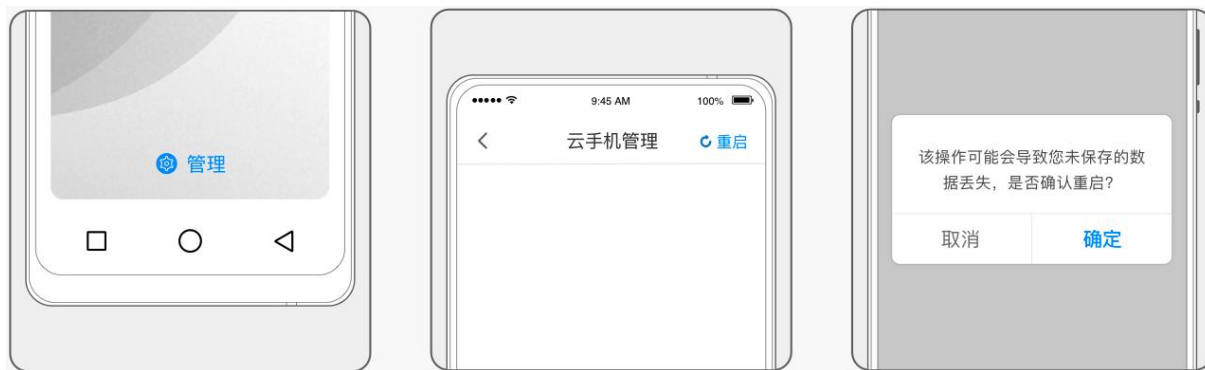 管理
9:45 AM
100%
云手机管理
重启
该操作可能会导致您未保存的数
据丢失，是否确认重启？
取消
确定